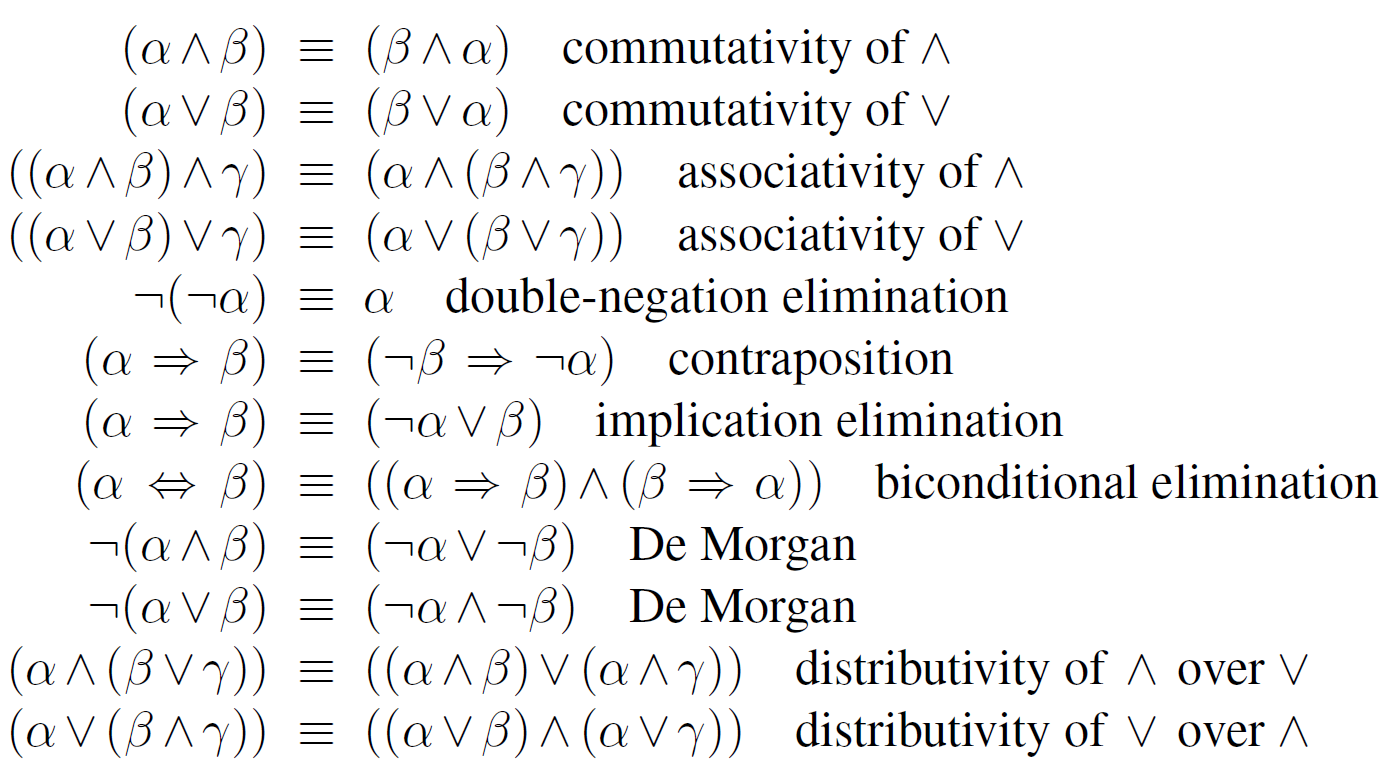 (α ∧ β) ≡ (β ∧ α) commutativity of ∧
(α ∨ β) ≡ (β ∨ α) commutativity of ∨
((α ∧ β) ∧ γ) ≡ (α ∧ (β ∧ γ)) associativity of ∧
((α ∨ β) ∨ γ) ≡ (α ∨ (β ∨ γ)) associativity of ∨
¬(¬α) ≡ α double-negation elimination
(α ⇒ β) ≡ (¬β ⇒ ¬α) contraposition
(α ⇒ β) ≡ (¬α ∨ β) implication elimination
(α ⇔ β) ≡ ((α ⇒ β) ∧ (β ⇒ α)) biconditional elimination
¬(α ∧ β) ≡ (¬α ∨ ¬β) De Morgan
¬(α ∨ β) ≡ (¬α ∧ ¬β) De Morgan
(α ∧ (β ∨ γ)) ≡ ((α ∧ β) ∨ (α ∧ γ)) distributivity of ∧ over ∨
(α ∨ (β ∧ γ)) ≡ ((α ∨ β) ∧ (α ∨ γ)) distributivity of ∨ over ∧